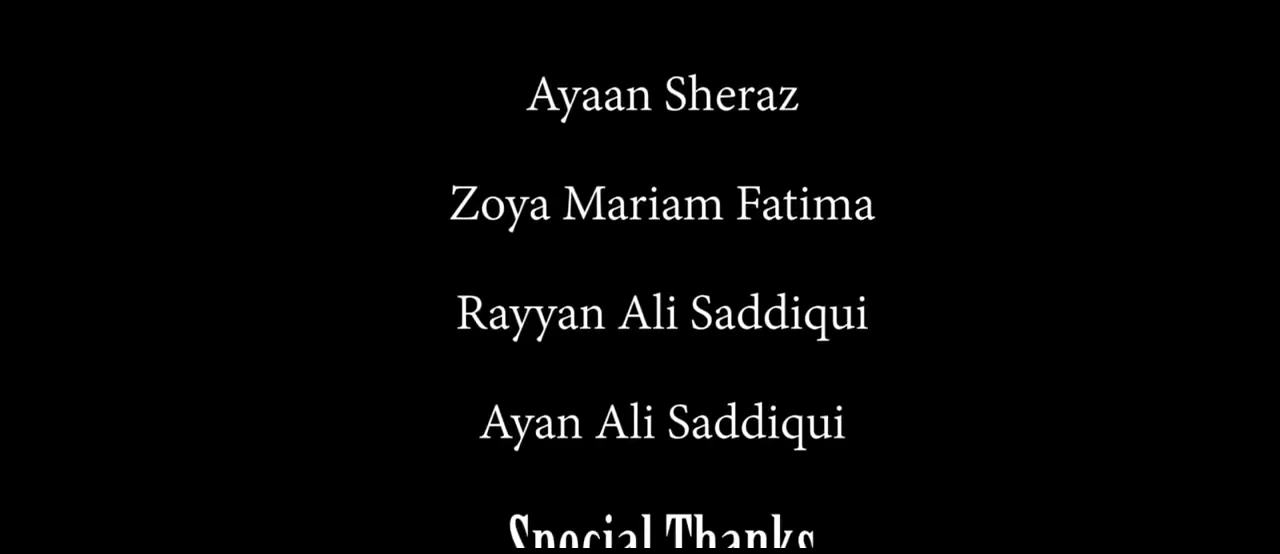 Ayaan Sheraz
Zoya Mariam Fatima
Rayyan Ali Saddiqui
Ayan Ali Saddiqui
Special Thanks